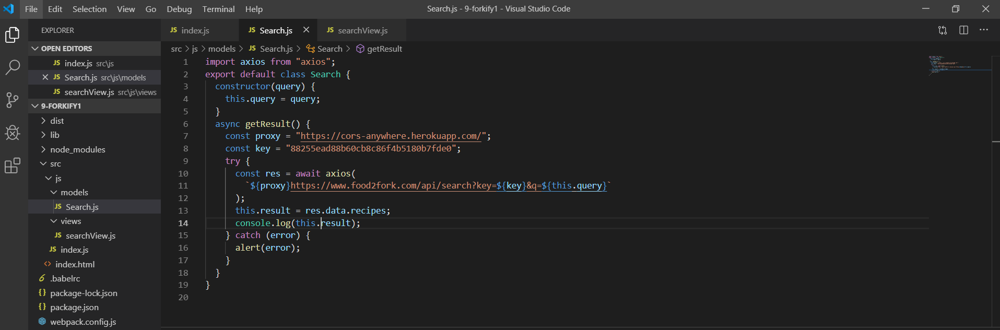 File Edit Selection View Go Debug Terminal Help
Search.js - 9-forkify1 - Visual Studio Code
EXPLORER
OPEN EDITORS
JS index.js src\js
JS Search.js src\js\models
JS searchView.js src\js\views
9-FORKIFY1
dist
lib
node_modules
src
js
models
JS Search.js
views
JS searchView.js
JS index.js
<> index.html
.babelrc
{} package-lock.json
{} package.json
webpack.config.js
JS index.js JS Search.js JS searchView.js
src > js > models > JS Search.js > Search > getResult
1 import axios from "axios";
2 export default class Search {
3 constructor(query) {
4 this.query = query;
5 }
6 async getResult() {
7 const proxy = "https://cors-anywhere.herokuapp.com/";
8 const key = "88255ead88b60cb8c86f4b5180b7fde0";
9 try {
10 const res = await axios(
11 `${proxy}https://www.food2fork.com/api/search?key=${key}&q=${this.query}`
12 );
13 this.result = res.data.recipes;
14 console.log(this.result);
15 } catch (error) {
16 alert(error);
17 }
18 }
19 }
20